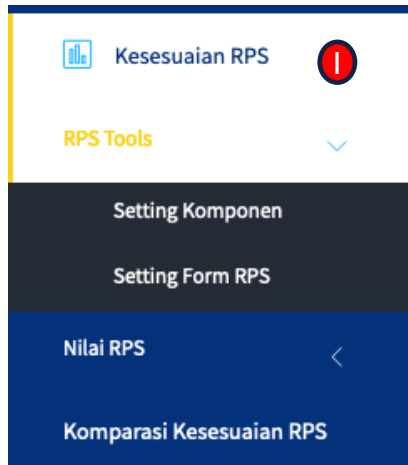 Kesesuaian RPS
I
RPS Tools
Setting Komponen
Setting Form RPS
Nilai RPS
Komparasi Kesesuaian RPS